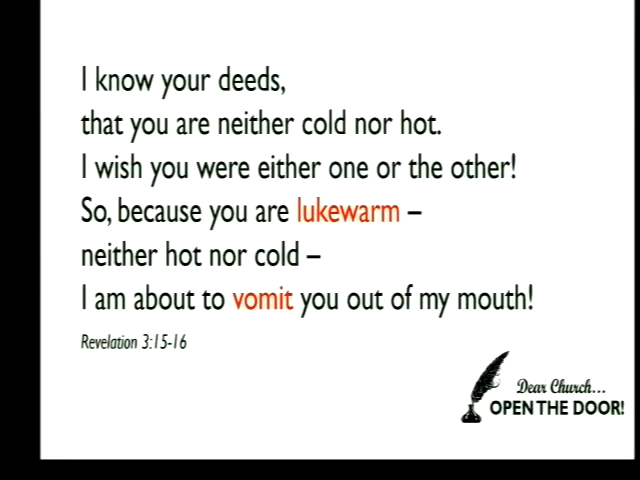 I know your deeds,
that you are neither cold nor hot.
I wish you were either one or the other!
So, because you are lukewarm –
neither hot nor cold –
I am about to vomit you out of my mouth!
Revelation 3:15-16
Dear Church...
OPEN THE DOOR!